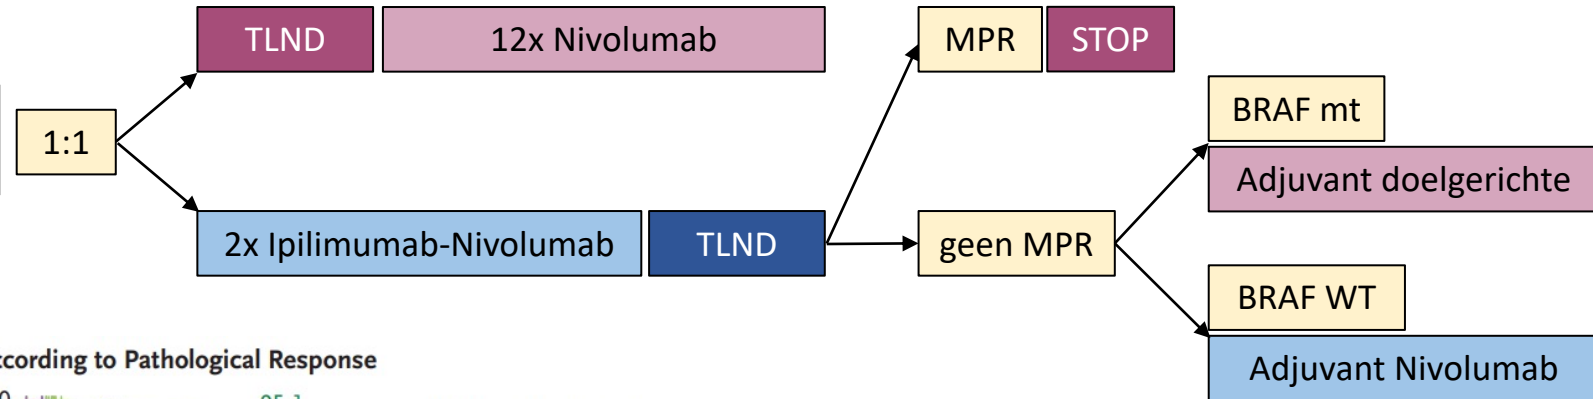 TLND
12x Nivolumab
MPR
STOP
1:1
BRAF mt
Adjuvant doelgerichte
2x Ipilimumab-Nivolumab
TLND
geen MPR
BRAF WT
Adjuvant Nivolumab
to Pathological Response